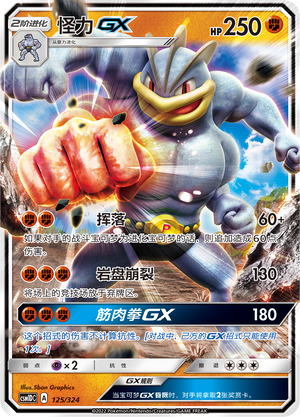 2阶进化 怪力GX HP250
从豪力进化
挥落 60+
如果对手的战斗宝可梦为进化宝可梦的话，则追加造成60点
伤害。
岩盘崩裂 130
将场上的竞技场放于弃牌区。
筋肉拳GX 180
这个招式的伤害不计算抗性。[对战中，己方的GX招式只能使用
1次。]
弱点 ×2 抗性 撤退
Illus.5ban Graphics
GX规则
当宝可梦GX昏厥时，对手将拿取2张奖赏卡。
CSM1DC A 125/324
©2022 Pokémon/Nintendo/Creatures/GAME FREAK